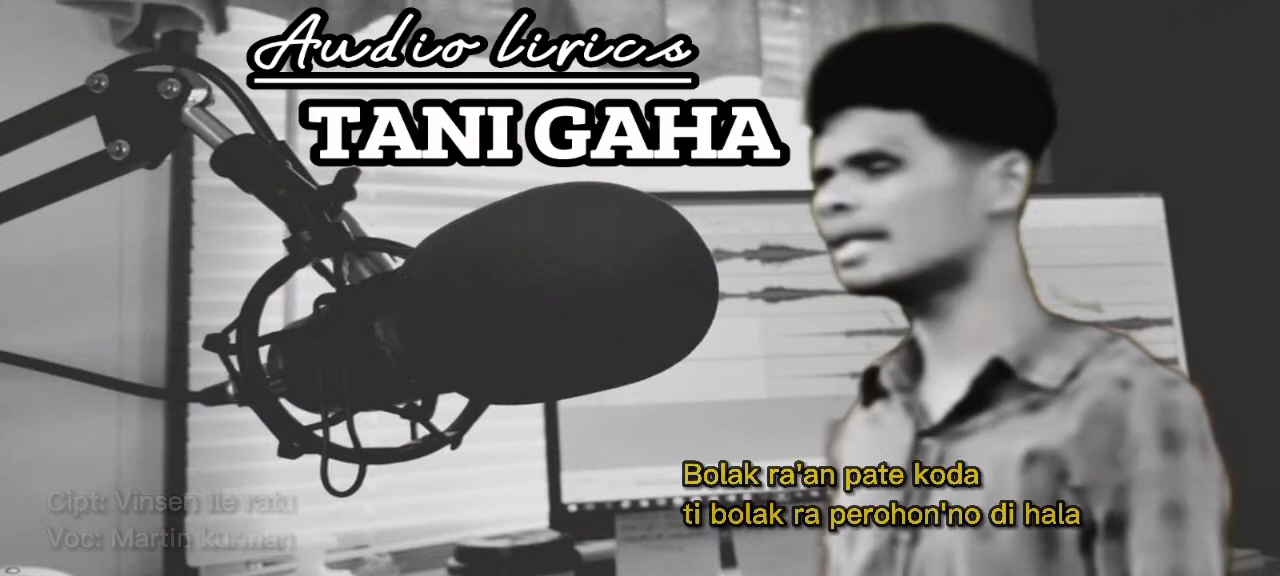 Audio lirics
TANI GAHA
Bolak ra'an pate koda
ti bolak ra perohon'no di hala
Cipt: Vinsen Ile ratu
Voc: Martin kurman